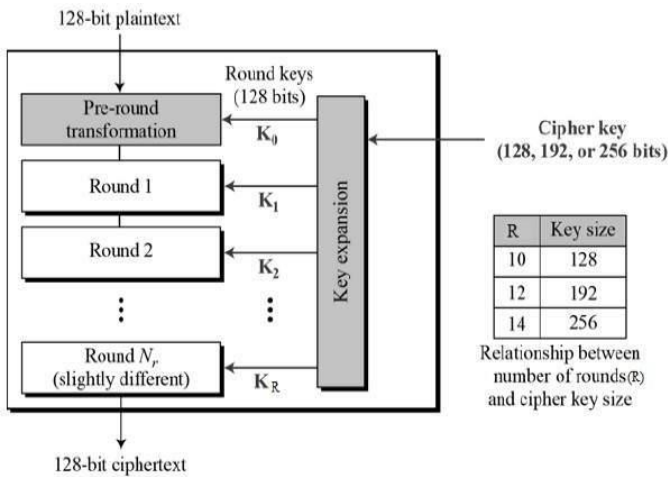 128-bit plaintext
Round keys
(128 bits)
Pre-round
transformation
K0
Cipher key
(128, 192, or 256 bits)
Round 1
K1
Round 2
K2
Key expansion
⋮
⋮
Round Nr
(slightly different)
KR
R Key size
10 128
12 192
14 256
Relationship between
number of rounds(R)
and cipher key size
128-bit ciphertext